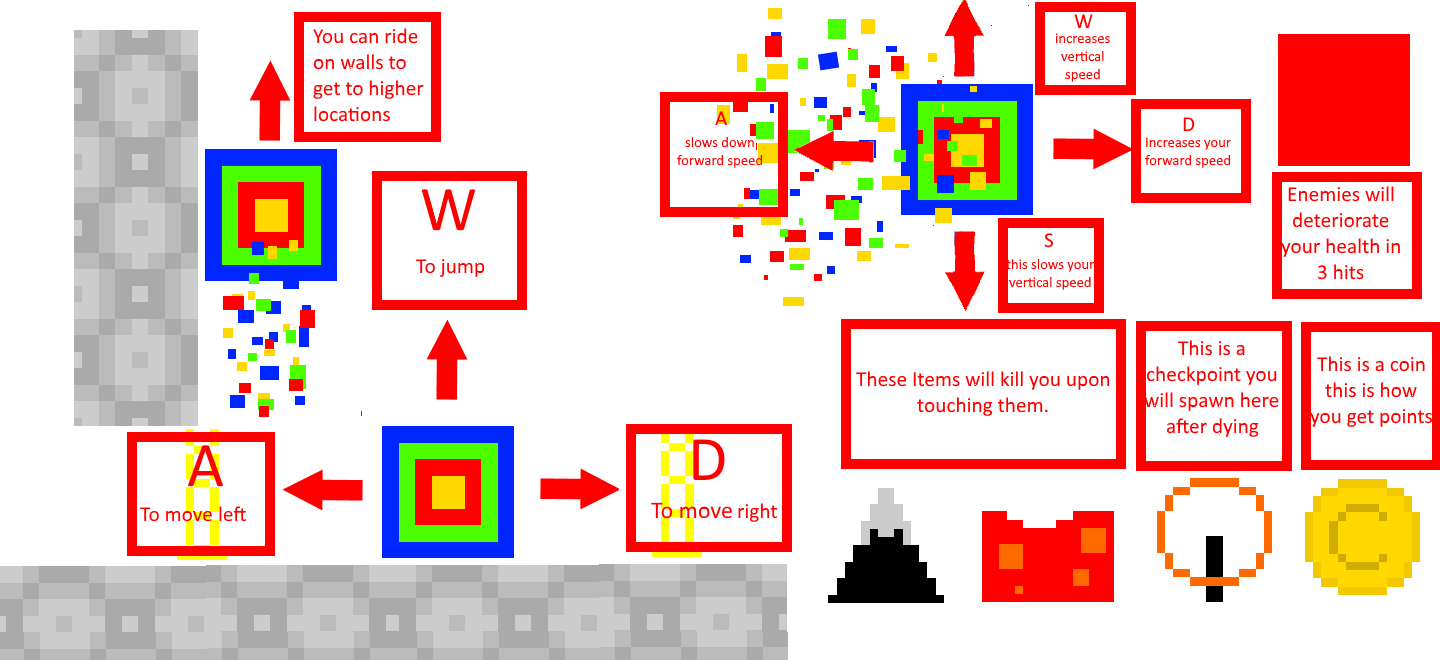 You can ride
on walls to
get to higher
locations
W
To jump
A
To move left
D
To move right
W
increases
vertical
speed
A
slows down
forward speed
D
Increases your
forward speed
S
this slows your
vertical speed
Enemies will
deteriorate
your health in
3 hits
These Items will kill you upon
touching them.
This is a
checkpoint you
will spawn here
after dying
This is a coin
this is how
you get points